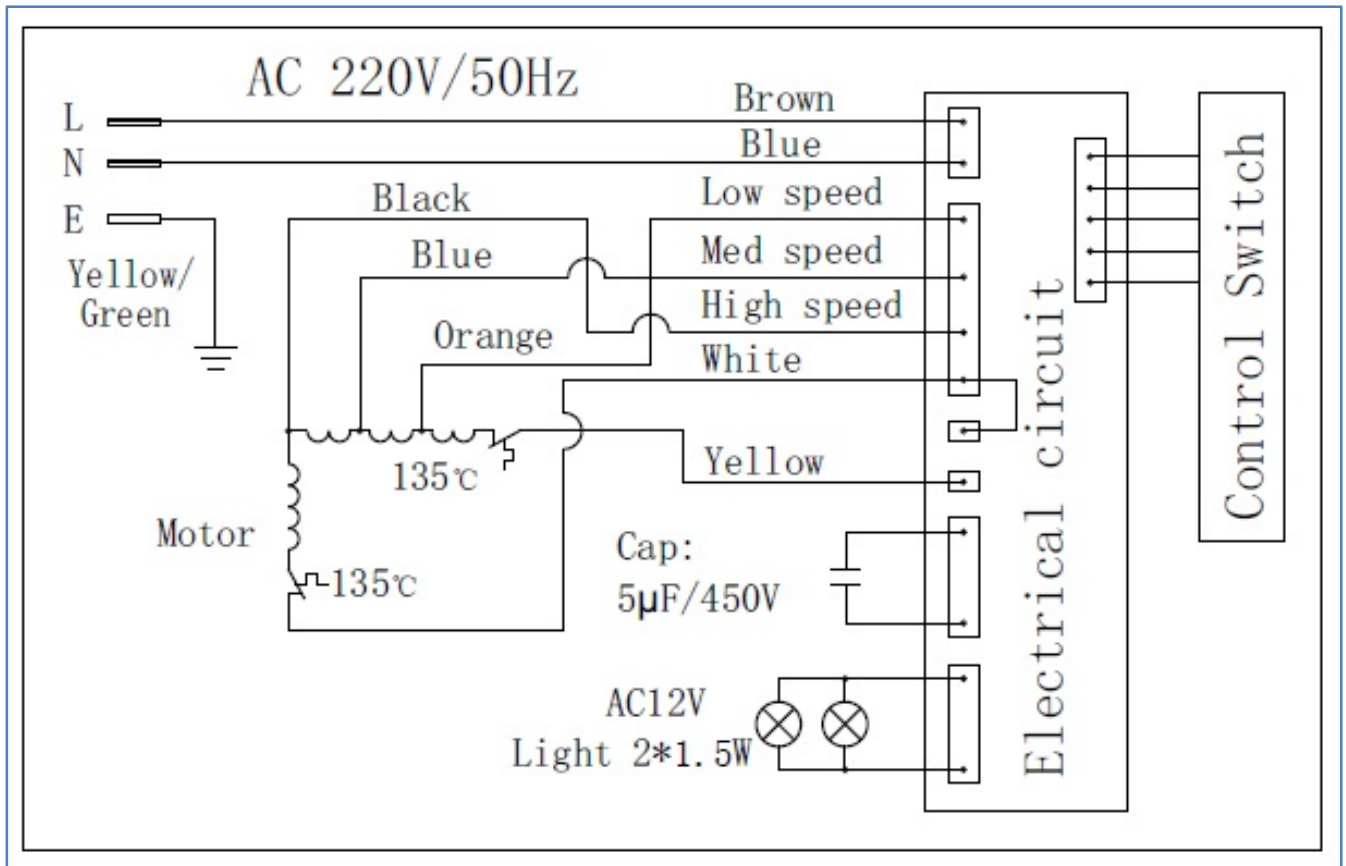 AC 220V/50Hz
L
N
E
Yellow/
Green
Brown
Blue
Black
Low speed
Blue
Med speed
High speed
Orange
White
135℃
Yellow
Motor
135℃
Cap:
5μF/450V
AC12V
Light 2*1.5W
Electrical circuit
Control Switch